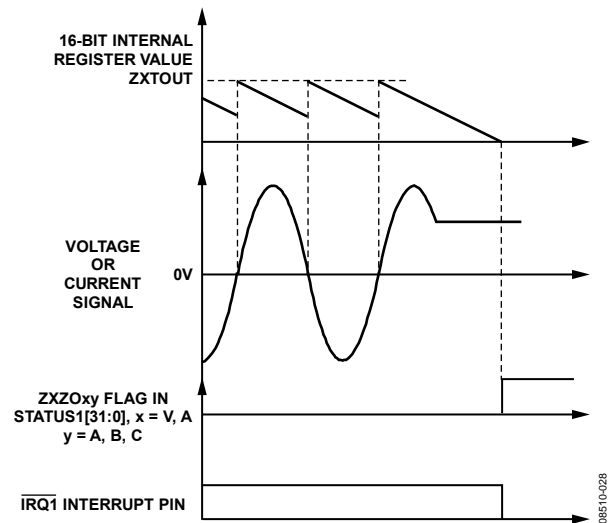 16-BIT INTERNAL
REGISTER VALUE
ZXTOUT
VOLTAGE
OR
CURRENT
SIGNAL
0V
ZXZOxy FLAG IN
STATUS1[31:0], x = V, A
y = A, B, C
IRQ1 INTERRUPT PIN
08510-028